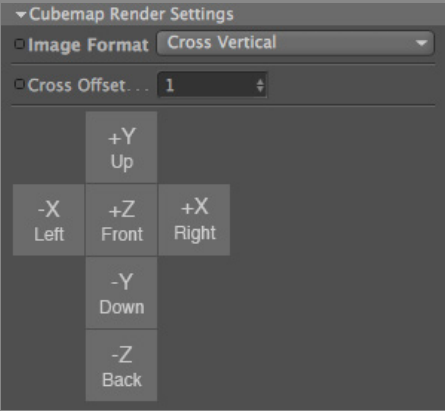 Cubemap Render Settings
Image Format Cross Vertical
Cross Offset... 1
+Y
Up
-X +Z +X
Left Front Right
-Y
Down
-Z
Back